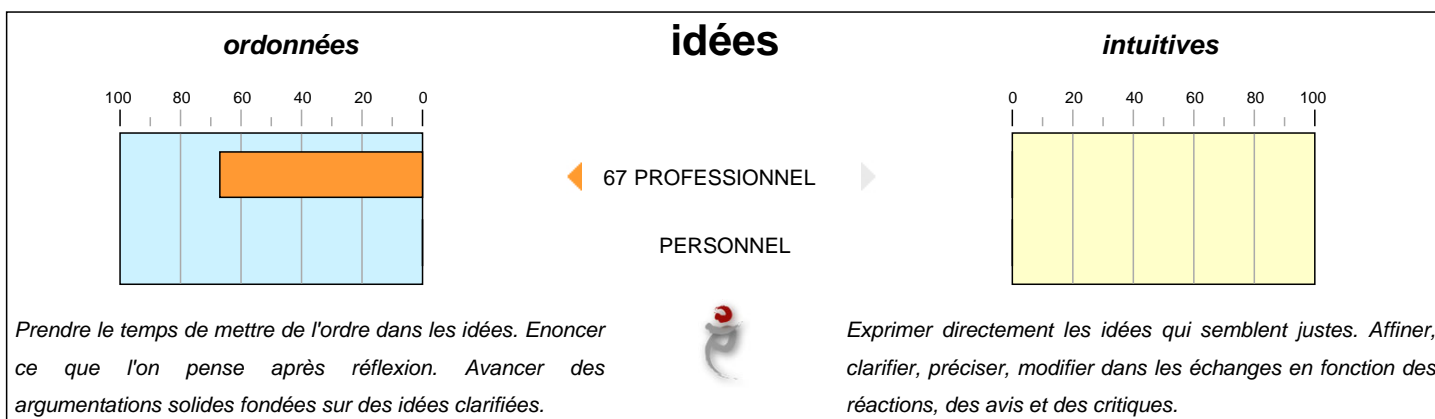 ordonnées idées intuitives
100 80 60 40 20 0 0 20 40 60 80 100
67 PROFESSIONNEL
PERSONNEL
Prendre le temps de mettre de l'ordre dans les idées. Enoncer
ce que l'on pense après réflexion. Avancer des
argumentations solides fondées sur des idées clarifiées.
Exprimer directement les idées qui semblent justes. Affiner,
clarifier, préciser, modifier dans les échanges en fonction des
réactions, des avis et des critiques.